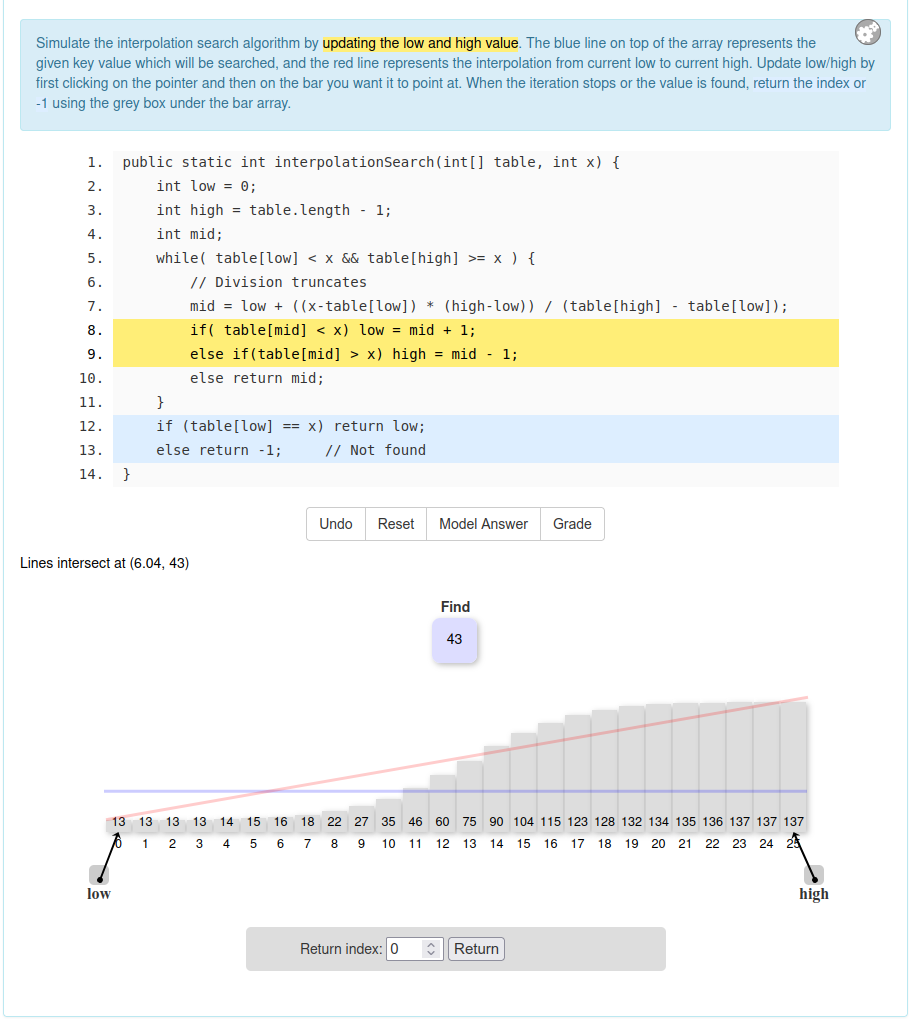 Simulate the interpolation search algorithm by updating the low and high value. The blue line on top of the array represents the
given key value which will be searched, and the red line represents the interpolation from current low to current high. Update low/high by
first clicking on the pointer and then on the bar you want it to point at. When the iteration stops or the value is found, return the index or
-1 using the grey box under the bar array.
1. public static int interpolationSearch(int[] table, int x) {
2. int low = 0;
3. int high = table.length - 1;
4. int mid;
5. while( table[low] < x && table[high] >= x ) {
6. // Division truncates
7. mid = low + ((x-table[low]) * (high-low)) / (table[high] - table[low]);
8. if( table[mid] < x) low = mid + 1;
9. else if(table[mid] > x) high = mid - 1;
10. else return mid;
11. }
12. if (table[low] == x) return low;
13. else return -1; // Not found
14. }
Undo Reset Model Answer Grade
Lines intersect at (6.04, 43)
Find
43
13 13 13 13 14 15 16 18 22 27 35 46 60 75 90 104 115 123 128 132 134 135 136 137 137 137
0 1 2 3 4 5 6 7 8 9 10 11 12 13 14 15 16 17 18 19 20 21 22 23 24 25
low high
Return index: 0 Return